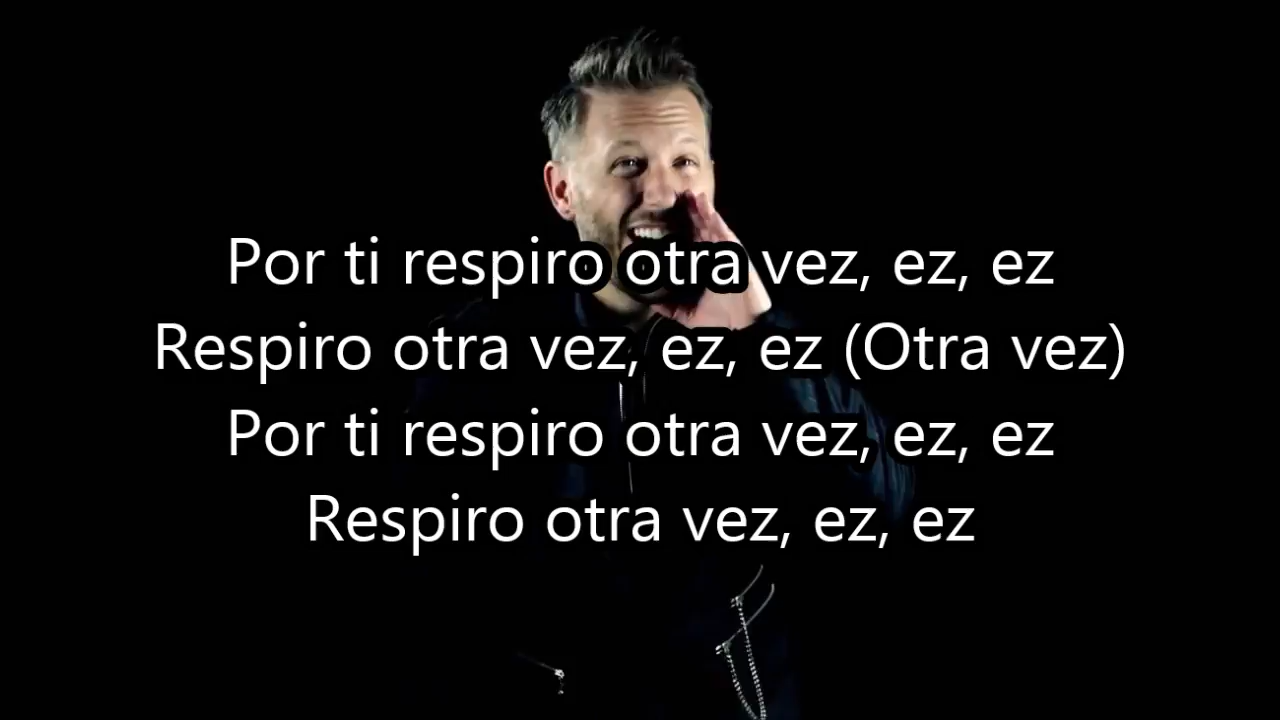 Por ti respiro otra vez, ez, ez
Respiro otra vez, ez, ez (Otra vez)
Por ti respiro otra vez, ez, ez
Respiro otra vez, ez, ez